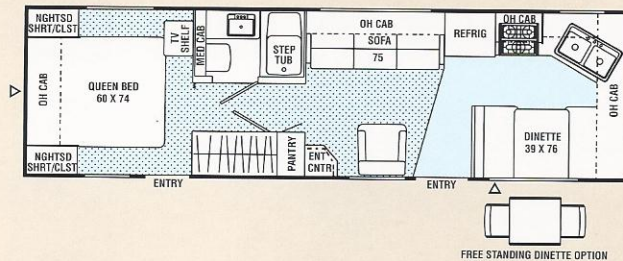 NGHTSD
SHRT/CLST
OH CAB
QUEEN BED
60 X 74
NGHTSD
SHRT/CLST
TV
SHELF
MED CAB
STEP
TUB
OH CAB
SOFA
75
REFRIG
OH CAB
OH CAB
DINETTE
39 X 76
PANTRY
ENT
CNTR
ENTRY
ENTRY
FREE STANDING DINETTE OPTION